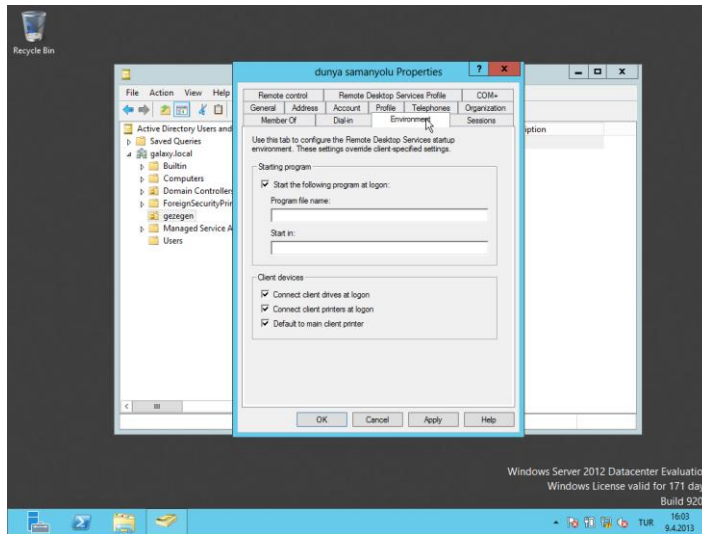 Recycle Bin
dunya samanyolu Properties
? x
File Action View Help
Active Directory Users and
Saved Queries
galaxy.local
Builtin
Computers
Domain Controllers
ForeignSecurityPrin
gezegen
Managed Service A
Users
iption
Remote control Remote Desktop Services Profile COM+
General Address Account Profile Telephones Organization
Member Of Dial-in Environment Sessions
Use this tab to configure the Remote Desktop Services startup
environment. These settings override client-specified settings.
Starting program
Start the following program at logon:
Program file name:
Start in:
Client devices
Connect client drives at logon
Connect client printers at logon
Default to main client printer
OK Cancel Apply Help
Windows Server 2012 Datacenter Evaluatio
Windows License valid for 171 day
Build 920
TUR 16:03
9.4.2013